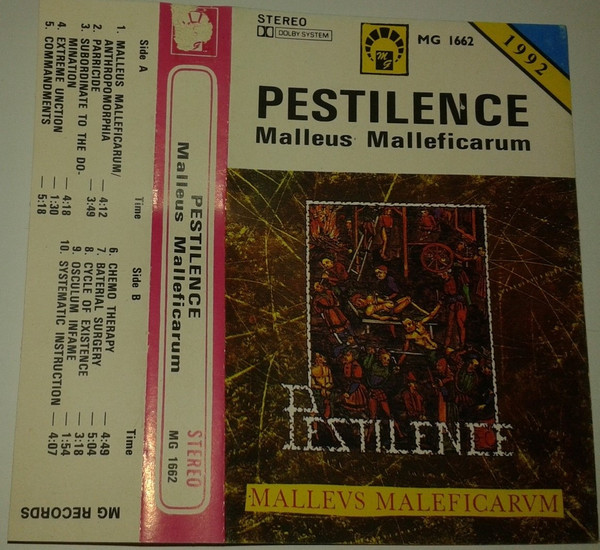 Side A
Time
1. MALLEUS MALLEFICARUM/
ANTHROPOMORPHIA — 4:12
2. PARRICIDE — 3:49
3. SUBORDINATE TO THE DO-
MINATION — 4:18
4. EXTREME UNCTION — 1:30
5. COMMANDMENTS — 5:18
Side B
Time
6. CHEMO THERAPY — 4:49
7. BATERIAL SURGERY — 5:04
8. CYCLE OF EXISTENCE — 3:18
9. OSCULUM INFAME — 1:54
10. SYSTEMATIC INSTRUCTION — 4:07
MG RECORDS
PESTILENCE
Malleus Malleficarum
STEREO
MG 1662
STEREO
DOLBY SYSTEM
MG
MG 1662
1992
PESTILENCE
Malleus Malleficarum
PESTILENCE
MALLEVS MALEFICARVM